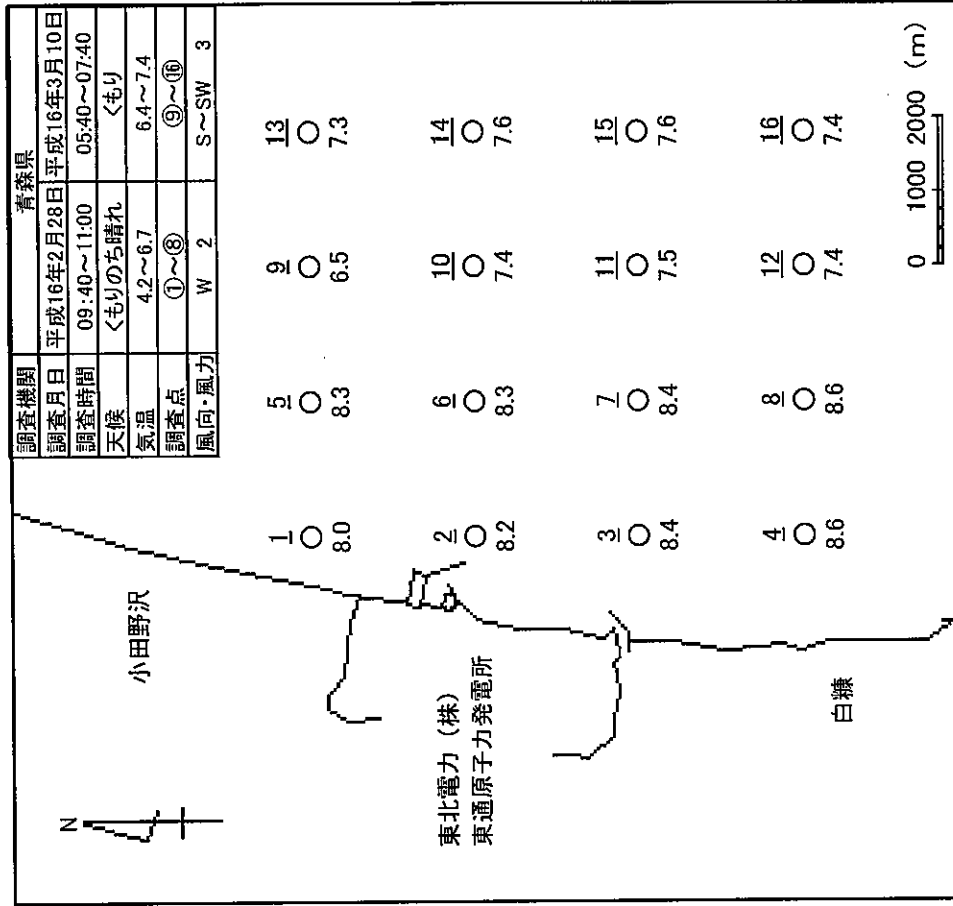 調査機関 青森県
調査月日 平成16年2月28日 平成16年3月10日
調査時間 09:40～11:00 05:40～07:40
天候 くもりのち晴れ くもり
気温 4.2～6.7 6.4～7.4
調査点 ①～⑧ ⑨～⑯
風向・風力 W 2 S～SW 3
N
小田野沢
東北電力（株）
東通原子力発電所
白糠
1 5 9 13
8.0 8.3 6.5 7.3
2 6 10 14
8.2 8.3 7.4 7.6
3 7 11 15
8.4 8.4 7.5 7.6
4 8 12 16
8.6 8.6 7.4 7.4
0 1000 2000 (m)